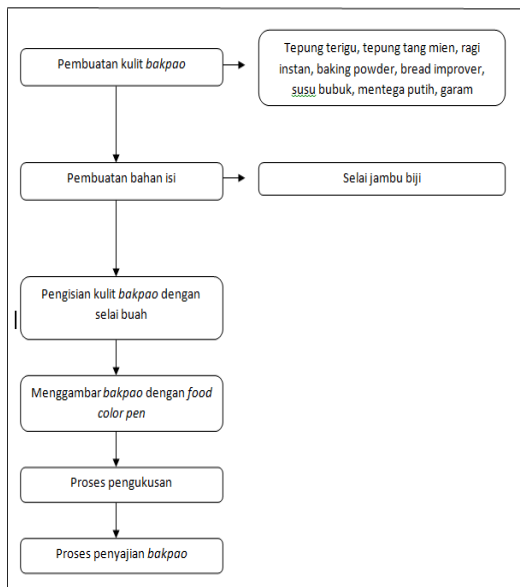 Pembuatan kulit bakpao
Tepung terigu, tepung tang mien, ragi
instan, baking powder, bread improver,
susu bubuk, mentega putih, garam
Pembuatan bahan isi
Selai jambu biji
Pengisian kulit bakpao dengan
selai buah
Menggambar bakpao dengan food
color pen
Proses pengukusan
Proses penyajian bakpao